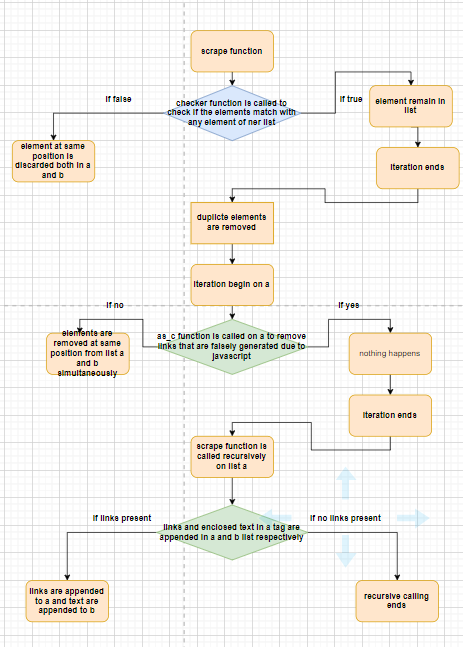 scrape function
If false
checker function is called to
check if the elements match with
any element of ner list
If true
element remain in
list
element at same
position is
discarded both in a
and b
Iteration ends
duplicte elements
are removed
iteration begin on a
If no
If yes
elements are
removed at same
position from list a
and b
simultaneously
as_c function is called on a to remove
links that are falsely generated due to
javascript
nothing happens
iteration ends
scrape function is
called recursively
on list a
If links present
links and enclosed text in a tag are
appended in a and b list respectively
If no links present
links are appended
to a and text are
appended to b
recursive calling
ends